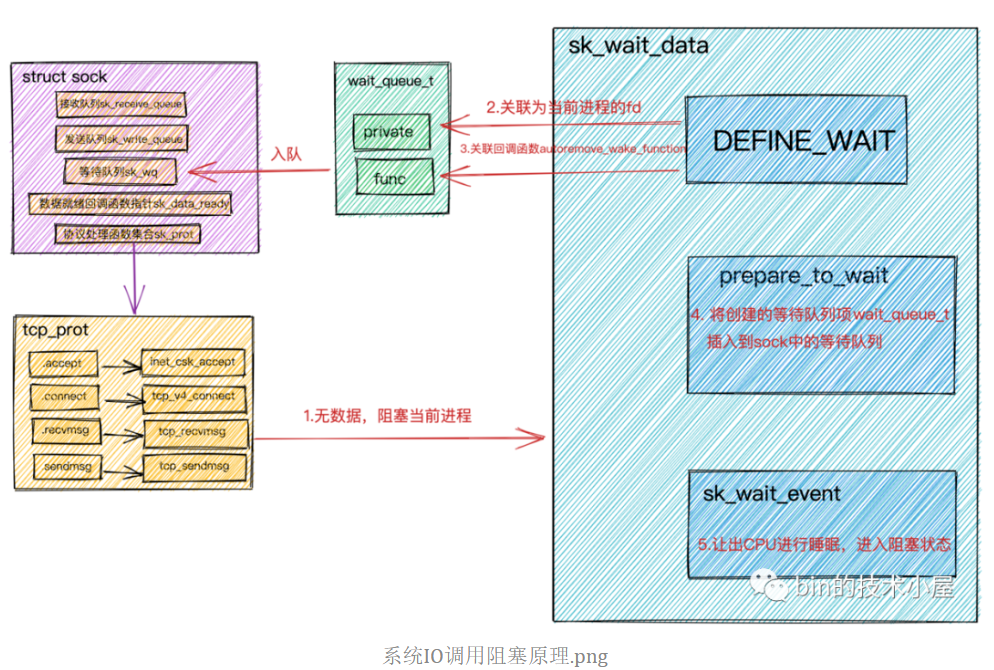 struct sock
接收队列sk_receive_queue
发送队列sk_write_queue
等待队列sk_wq
数据就绪回调函数指针sk_data_ready
协议处理函数集合sk_prot
入队
wait_queue_t
private
func
sk_wait_data
DEFINE_WAIT
2.关联为当前进程的fd
3.关联回调函数autoremove_wake_function
prepare_to_wait
4. 将创建的等待队列项wait_queue_t
插入到sock中的等待队列
tcp_prot
.accept
inet_csk_accept
.connect
tcp_v4_connect
.recvmsg
tcp_recvmsg
.sendmsg
tcp_sendmsg
1.无数据，阻塞当前进程
sk_wait_event
5.让出CPU进行睡眠，进入阻塞状态
bin的技术小屋
系统IO调用阻塞原理.png